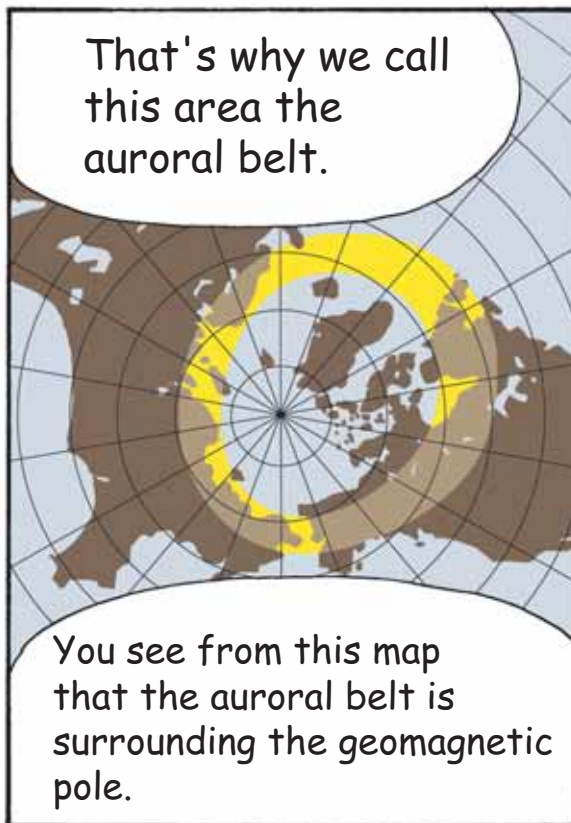 That's why we call
this area the
auroral belt.
You see from this map
that the auroral belt is
surrounding the geomagnetic
pole.